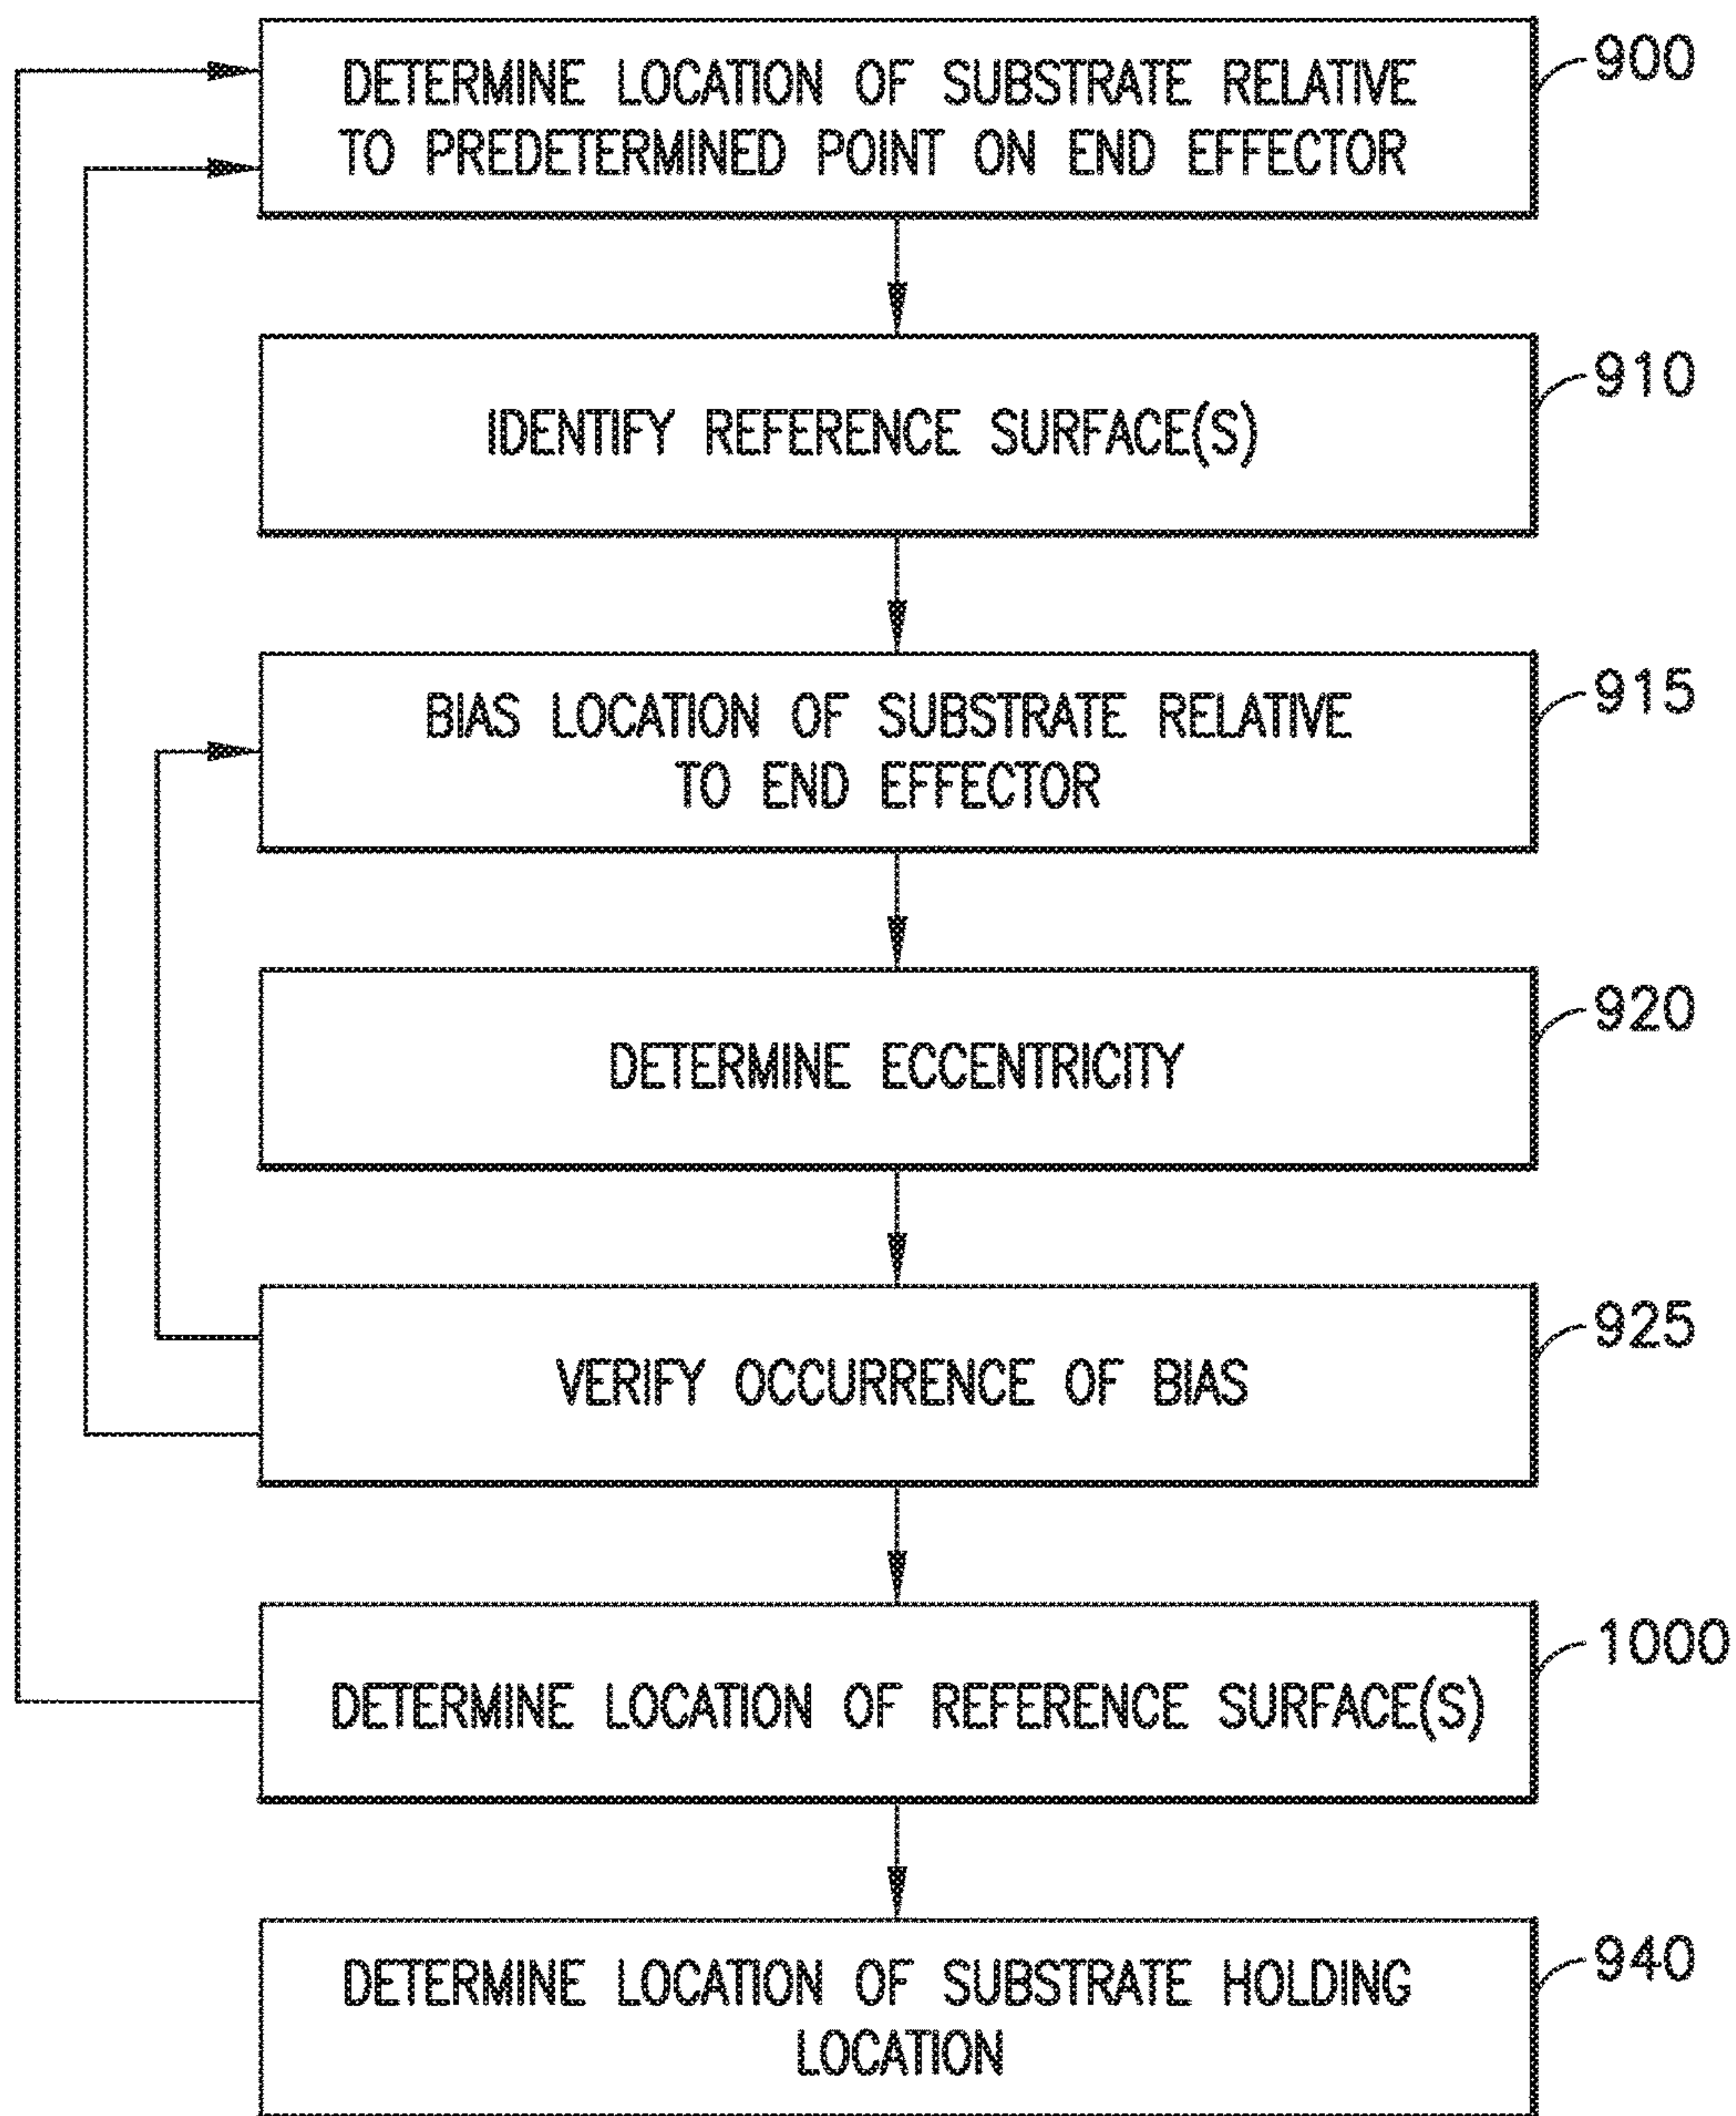 DETERMINE LOCATION OF SUBSTRATE RELATIVE
TO PREDETERMINED POINT ON END EFFECTOR
900
IDENTIFY REFERENCE SURFACE(S)
910
BIAS LOCATION OF SUBSTRATE RELATIVE
TO END EFFECTOR
915
DETERMINE ECCENTRICITY
920
VERIFY OCCURRENCE OF BIAS
925
DETERMINE LOCATION OF REFERENCE SURFACE(S)
1000
DETERMINE LOCATION OF SUBSTRATE HOLDING
LOCATION
940